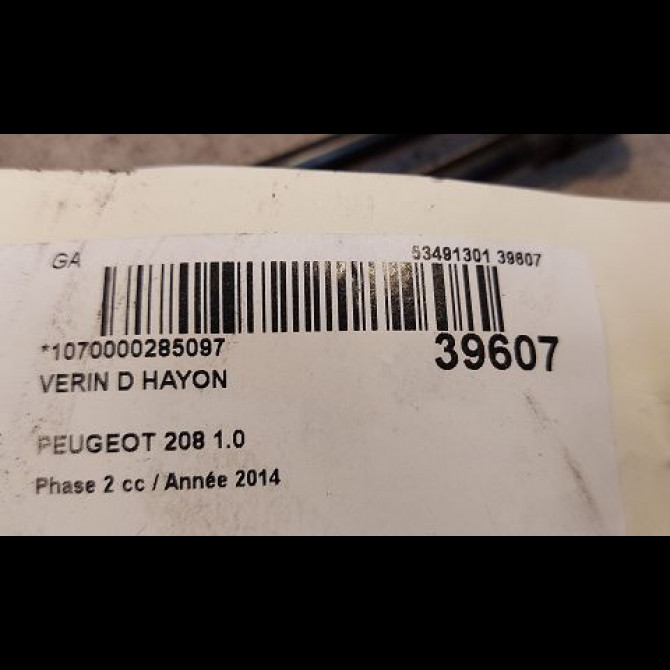 GA 53491301 39607
*1070000285097 39607
VERIN D HAYON
PEUGEOT 208 1.0
Phase 2 cc / Année 2014